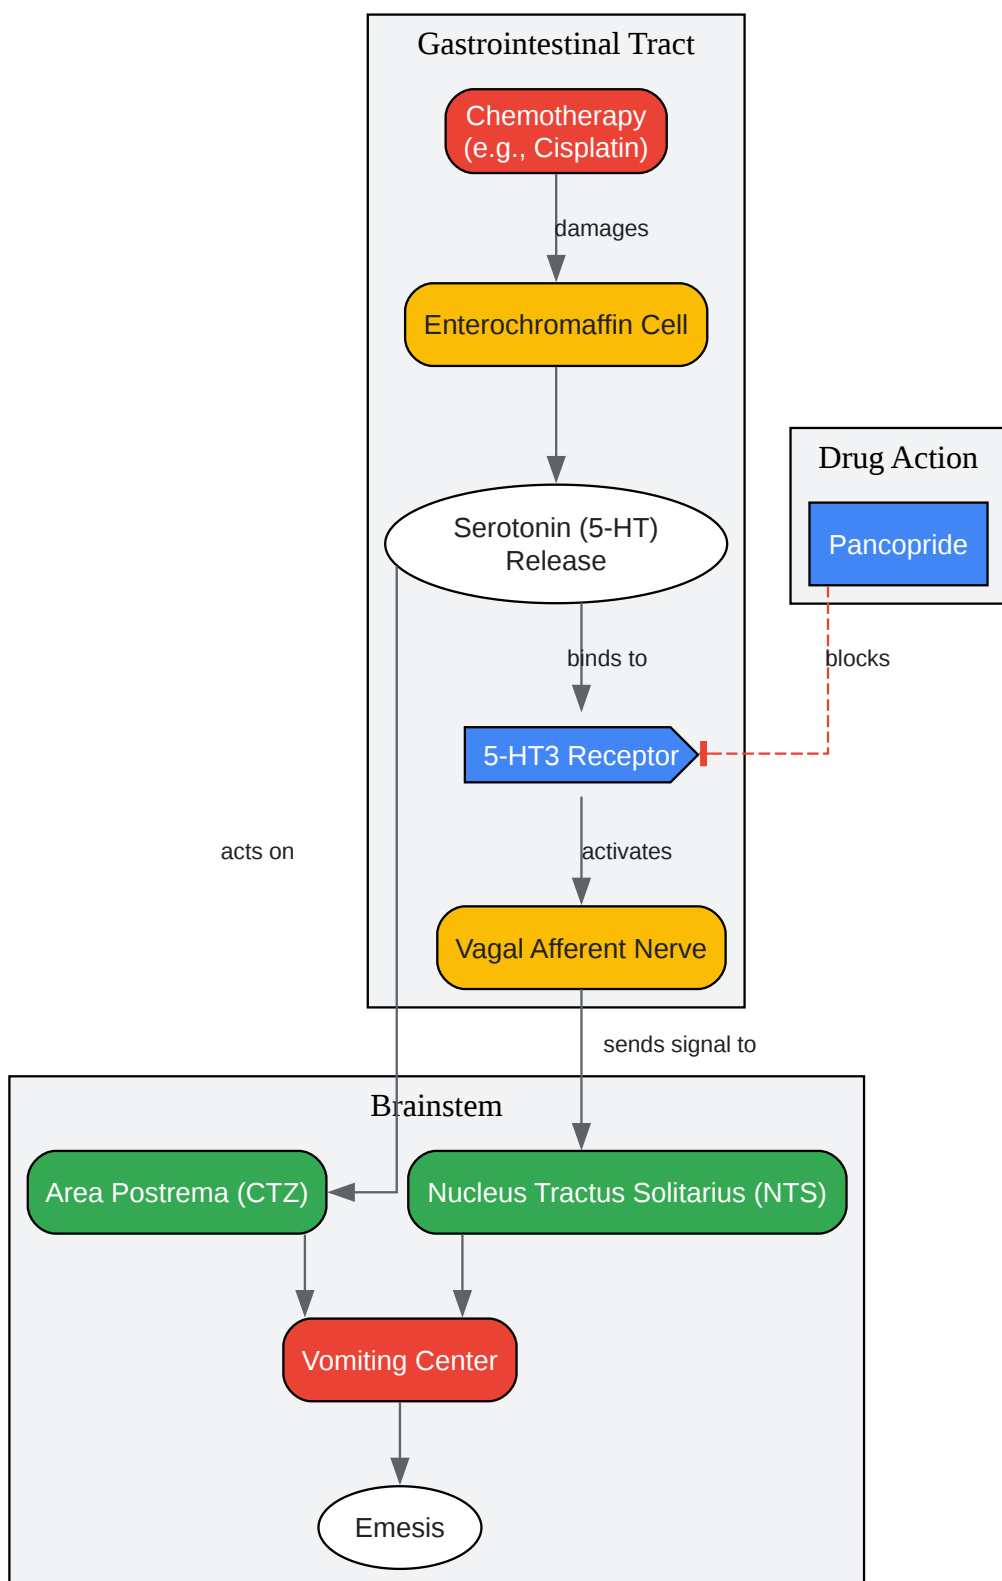 Gastrointestinal Tract
Chemotherapy
(e.g., Cisplatin)
damages
Enterochromaffin Cell
Drug Action
Serotonin (5-HT)
Release
Pancopride
binds to
blocks
5-HT3 Receptor
acts on
activates
Vagal Afferent Nerve
sends signal to
Brainstem
Area Postrema (CTZ)
Nucleus Tractus Solitarius (NTS)
Vomiting Center
Emesis